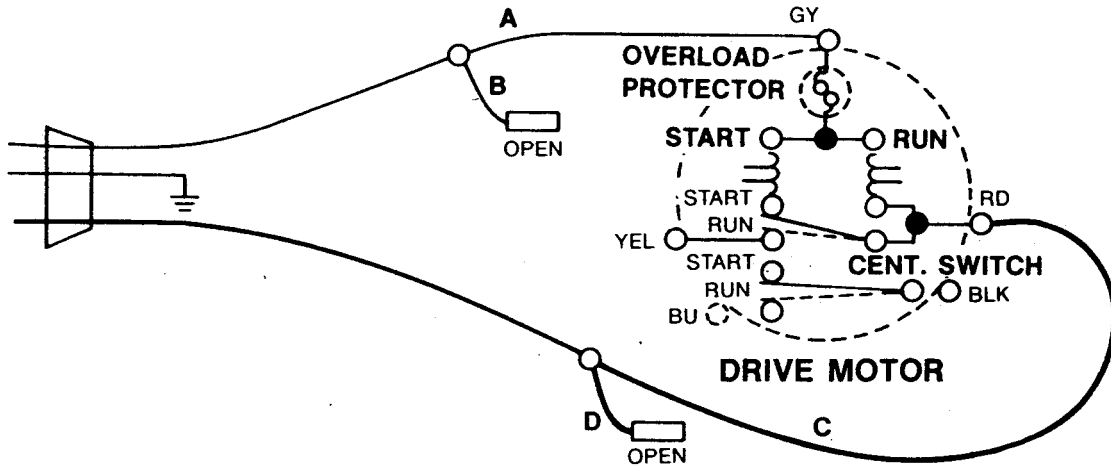 A
GY
OVERLOAD
PROTECTOR
B
OPEN
START
RUN
START
RUN
RD
YEL
START
CENT. SWITCH
RUN
BLK
BU
DRIVE MOTOR
D
C
OPEN